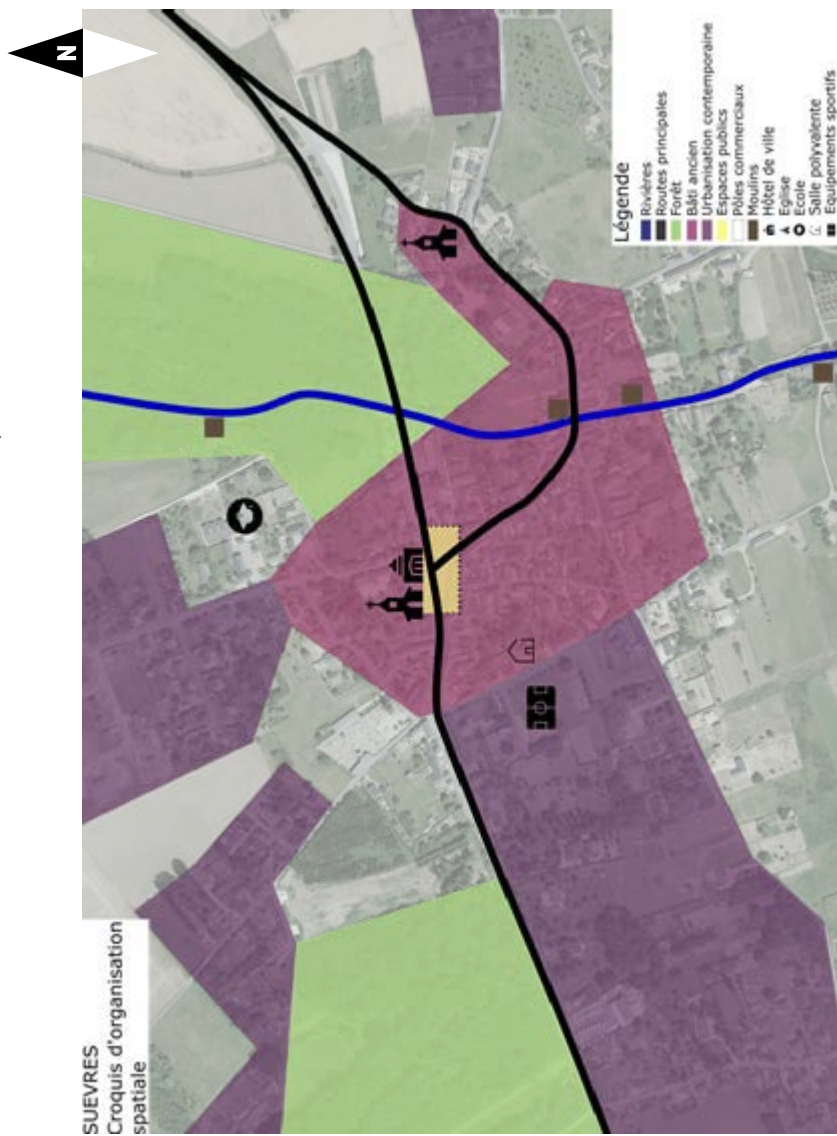 N
SUEVRES
Croquis d'organisation
spatiale
Légende
Rivières
Routes principales
Forêt
Bâti ancien
Urbanisation contemporaine
Espaces publics
Pôles commerciaux
Moulins
Hôtel de ville
Eglise
Ecole
Salle polyvalente
Equipements sportifs